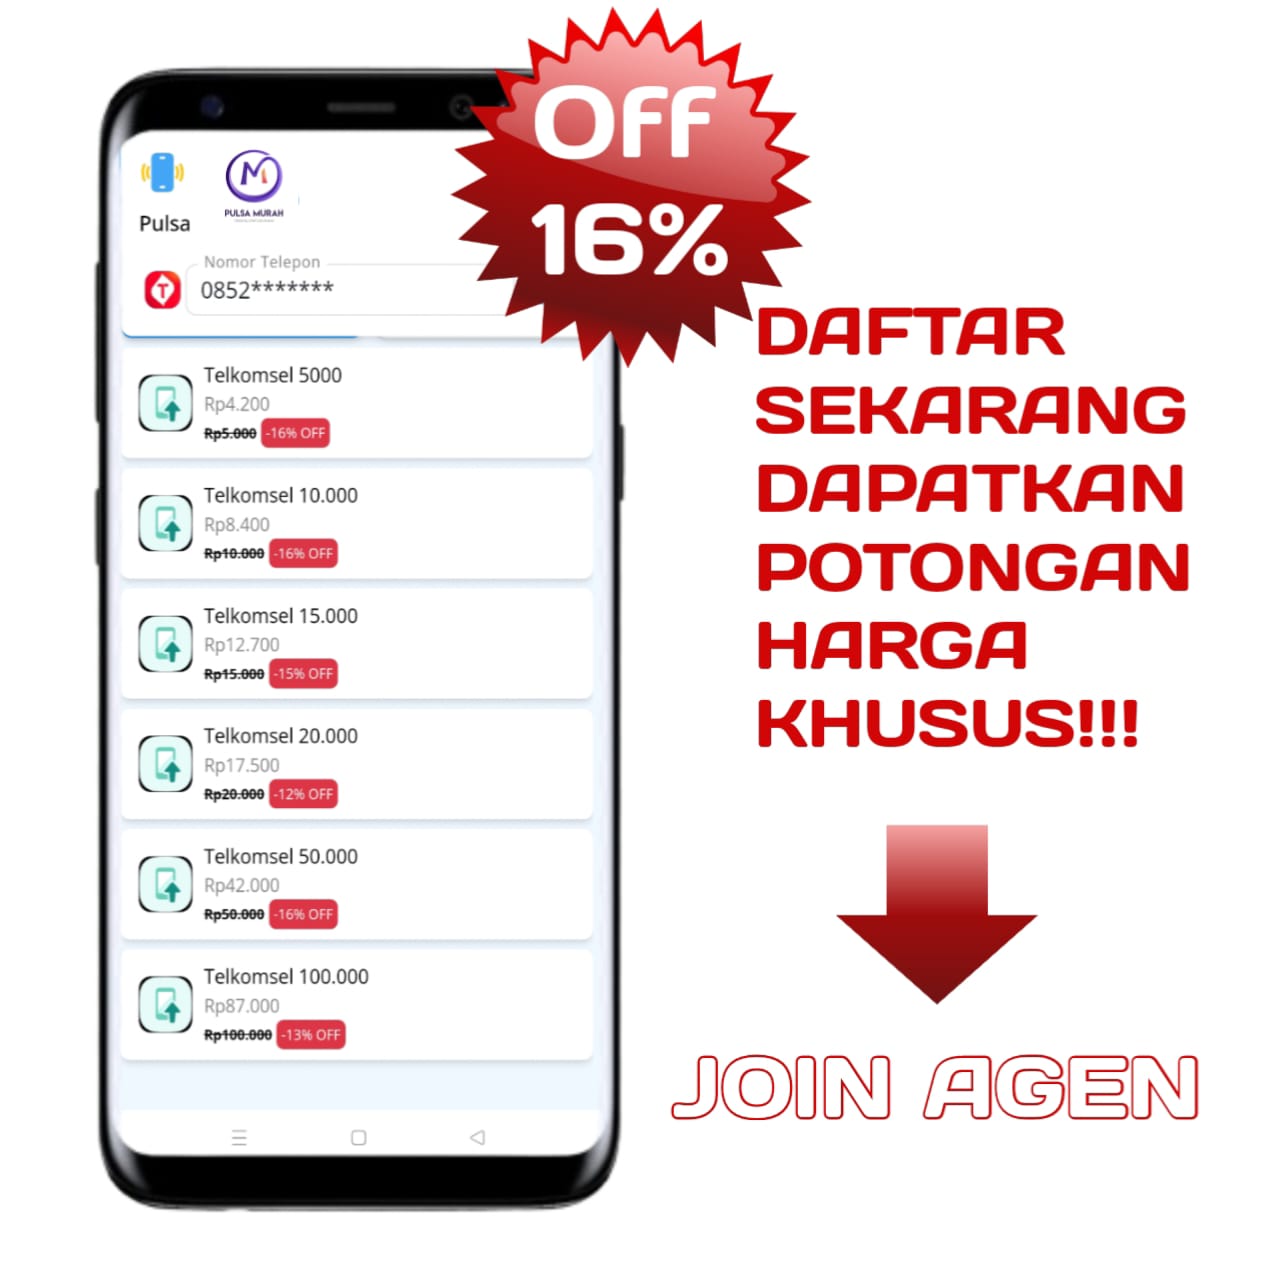 OFF
16%
Pulsa
M
PULSA MURAH
Nomor Telepon
T
0852*******
Telkomsel 5000
Rp4.200
Rp5.000 -16% OFF
Telkomsel 10.000
Rp8.400
Rp10.000 -16% OFF
Telkomsel 15.000
Rp12.700
Rp15.000 -15% OFF
Telkomsel 20.000
Rp17.500
Rp20.000 -12% OFF
Telkomsel 50.000
Rp42.000
Rp50.000 -16% OFF
Telkomsel 100.000
Rp87.000
Rp100.000 -13% OFF
DAFTAR
SEKARANG
DAPATKAN
POTONGAN
HARGA
KHUSUS!!!
JOIN AGEN